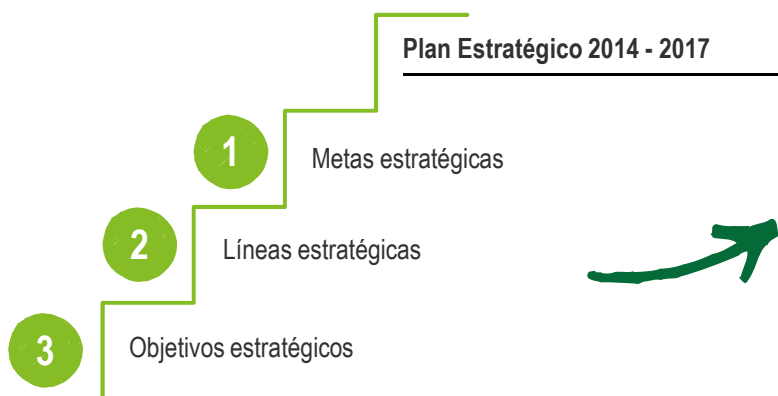 Plan Estratégico 2014 - 2017
1
Metas estratégicas
2
Líneas estratégicas
3
Objetivos estratégicos